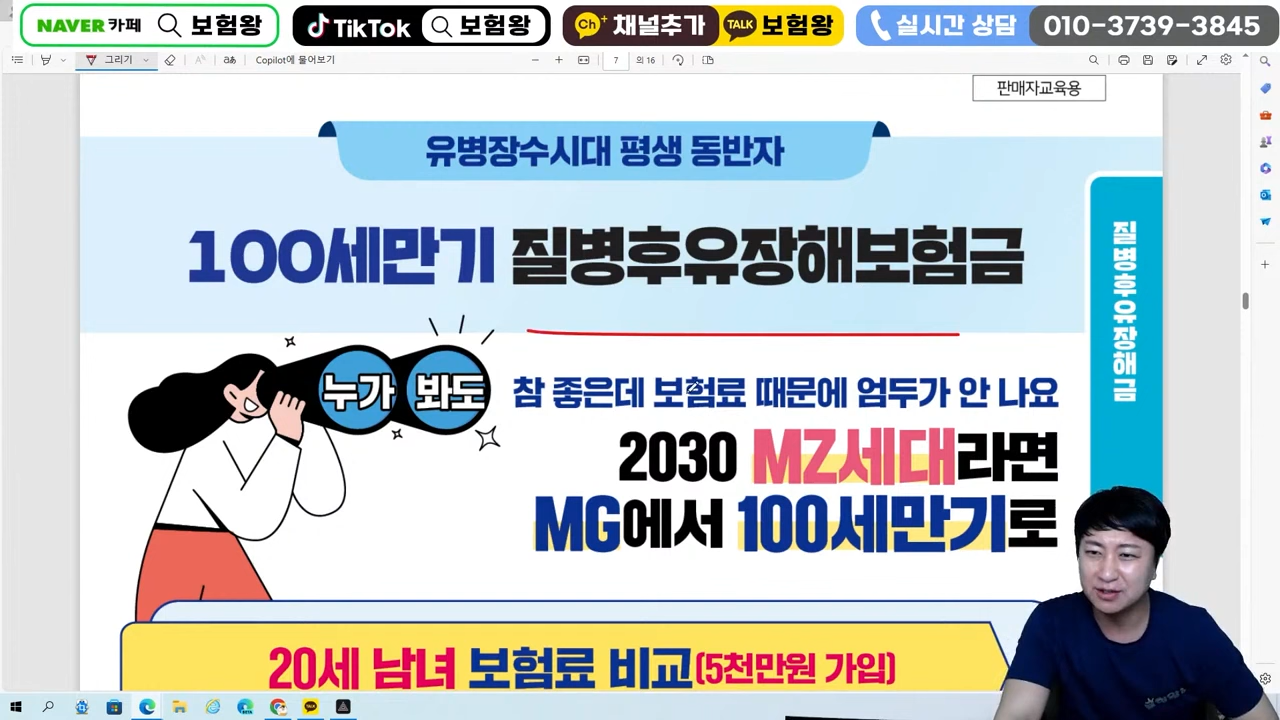 NAVER 카페 보험왕
TikTok 보험왕
Ch+ 채널추가 TALK 보험왕
실시간 상담 010-3739-3845
그리기 aあ Copilot에 물어보기 7 의 16
판매자교육용
유병장수시대 평생 동반자
100세만기 질병후유장해보험금
질병후유장해금
누가 봐도
참 좋은데 보험료 때문에 엄두가 안 나요
2030 MZ세대라면
MG에서 100세만기로
20세 남녀 보험료 비교(5천만원 가입)